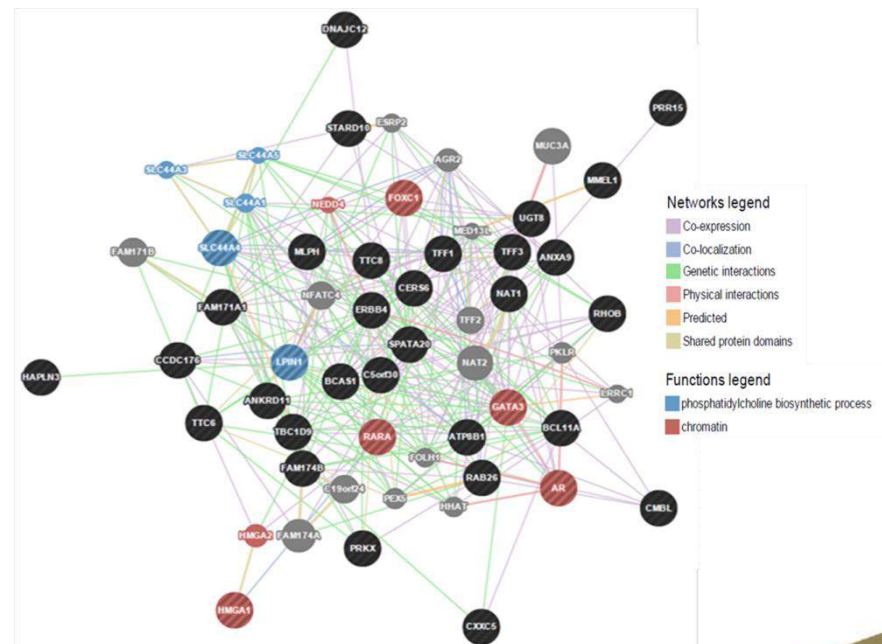 DNAJC12
PRR15
STARD10
ESRP2
MUC3A
SLC44A5
SLC44A3
AGR2
MMEL1
SLC44A1
NEDD4
FOXC1
UGT8
MED13L
SLC44A4
FAM171B
MLPH
TTC8
TFF1
TFF3
ANXA9
CERS6
NFATC4
NAT1
FAM171A1
ERBB4
RHOB
TFF2
SPATA20
PKLR
CCDC176
LPIN1
NAT2
HAPLN3
BCAS1
C5orf30
LRRC1
ANKRD11
GATA3
TTC6
TBC1D9
RARA
ATP8B1
BCL11A
FOLH1
FAM174B
RAB26
C19orf24
PEX5
AR
HHAT
CMBL
HMGA2
FAM174A
PRKX
HMGA1
CXXC5
Networks legend
Co-expression
Co-localization
Genetic interactions
Physical interactions
Predicted
Shared protein domains
Functions legend
phosphatidylcholine biosynthetic process
chromatin